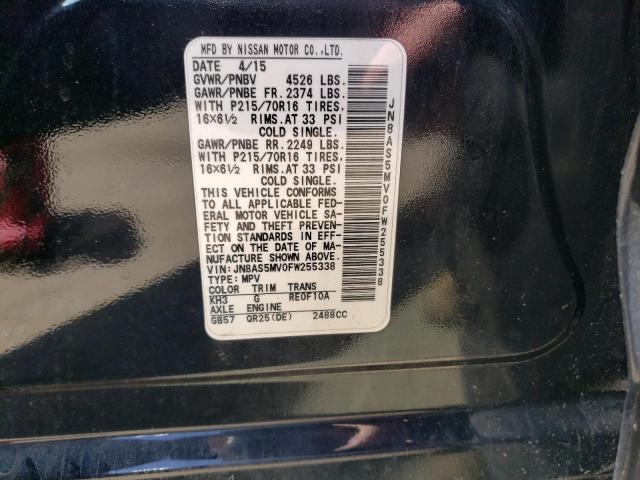 MFD BY NISSAN MOTOR CO.,LTD.
DATE 4/15
GVWR/PNBV 4526 LBS.
GAWR/PNBE FR. 2374 LBS.
WITH P215/70R16 TIRES,
16X6½ RIMS.AT 33 PSI
COLD SINGLE.
GAWR/PNBE RR. 2249 LBS.
WITH P215/70R16 TIRES,
16X6½ RIMS.AT 33 PSI
COLD SINGLE.
THIS VEHICLE CONFORMS
TO ALL APPLICABLE FED-
ERAL MOTOR VEHICLE SA-
FETY AND THEFT PREVEN-
TION STANDARDS IN EFFE-
CT ON THE DATE OF MA-
NUFACTURE SHOWN ABOVE.
VIN:JN8AS5MV0FW255338
TYPE:MPV
COLOR TRIM TRANS
KH3 G RE0F10A
AXLE ENGINE
GB57 QR25(DE) 2488CC
JN8AS5MV0FW255338